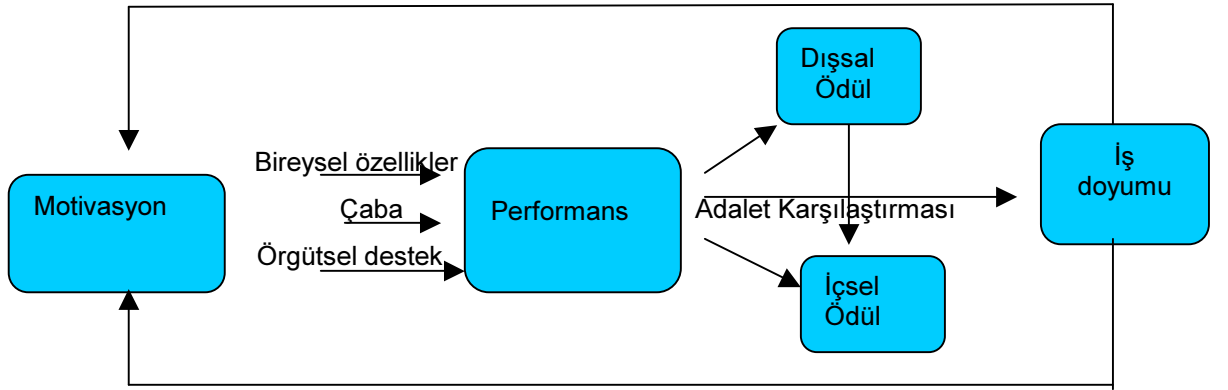 Motivasyon
Bireysel özellikler
Çaba
Örgütsel destek
Performans
Dışsal
Ödül
Adalet Karşılaştırması
İçsel
Ödül
İş
doyumu